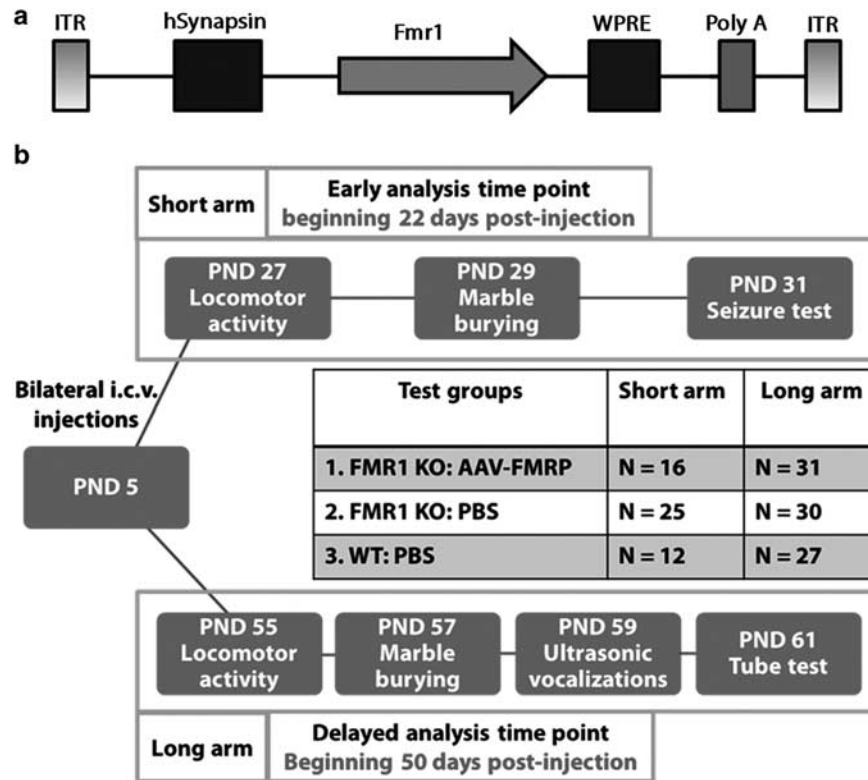 a
ITR hSynapsin Fmr1 WPRE Poly A ITR
b
Short arm
Early analysis time point
beginning 22 days post-injection
PND 27
Locomotor
activity
PND 29
Marble
burying
PND 31
Seizure test
Bilateral i.c.v.
injections
PND 5
Test groups Short arm Long arm
1. FMR1 KO: AAV-FMRP N = 16 N = 31
2. FMR1 KO: PBS N = 25 N = 30
3. WT: PBS N = 12 N = 27
PND 55
Locomotor
activity
PND 57
Marble
burying
PND 59
Ultrasonic
vocalizations
PND 61
Tube test
Long arm
Delayed analysis time point
Beginning 50 days post-injection